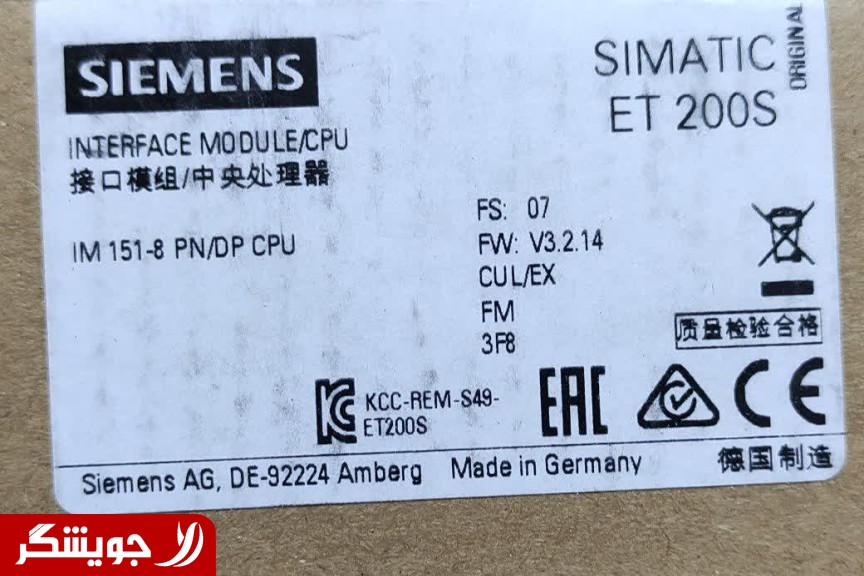 SIEMENS
SIMATIC
ET 200S
ORIGINAL
INTERFACE MODULE/CPU
接口模组/中央处理器
IM 151-8 PN/DP CPU
FS: 07
FW: V3.2.14
CUL/EX
FM
3F8
质量检验合格
KCC-REM-S49-
ET200S
EAC
CE
Siemens AG, DE-92224 Amberg Made in Germany 德国制造
جویشگر